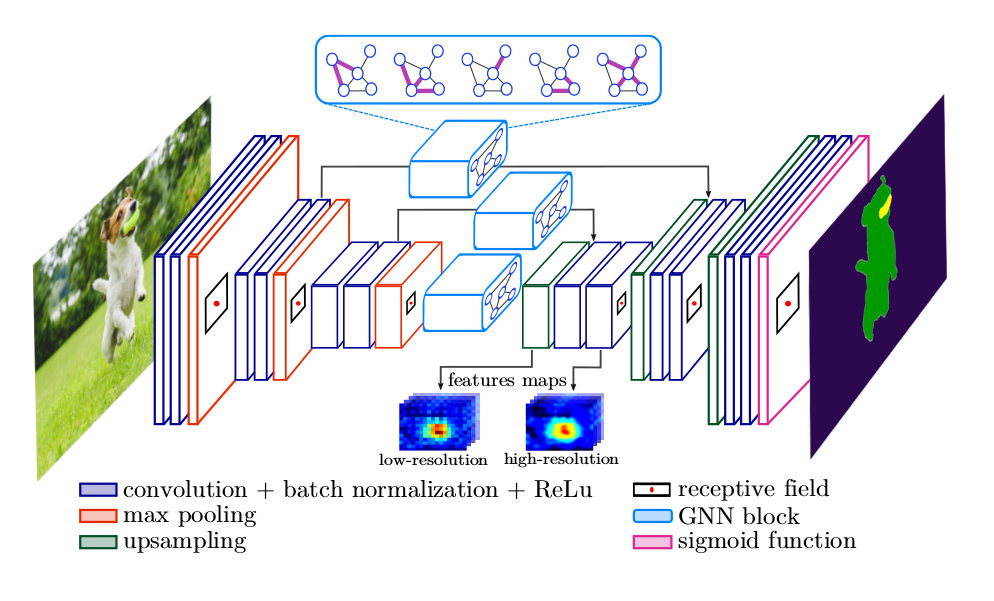 features maps
low-resolution
high-resolution
convolution + batch normalization + ReLu
max pooling
upsampling
receptive field
GNN block
sigmoid function